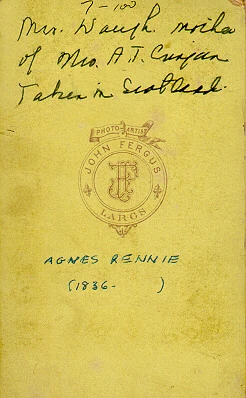 7-100
Mrs. Waugh. mother
of Mrs. A.T. Crngan
Taken in Scotland.
PHOTO-ARTIST
JOHN FERGUS
JF
LARGS
AGNES RENNIE
(1836- )